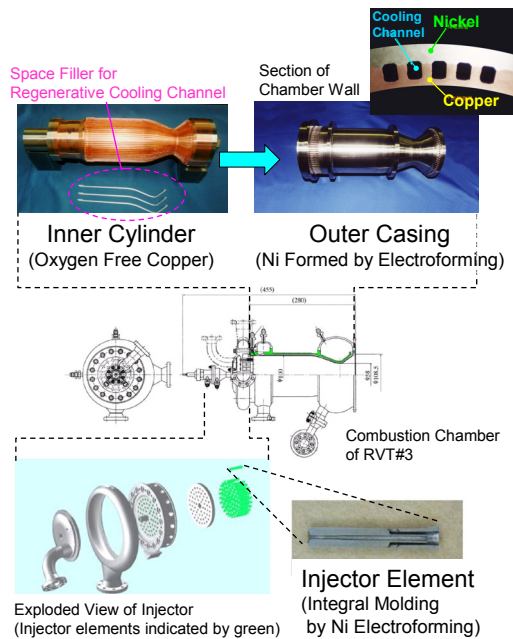 Cooling
Channel
Nickel
Copper
Space Filler for
Regenerative Cooling Channel
Section of
Chamber Wall
Inner Cylinder
(Oxygen Free Copper)
Outer Casing
(Ni Formed by Electroforming)
(455)
(280)
Combustion Chamber
of RVT#3
Exploded View of Injector
(Injector elements indicated by green)
Injector Element
(Integral Molding
by Ni Electroforming)